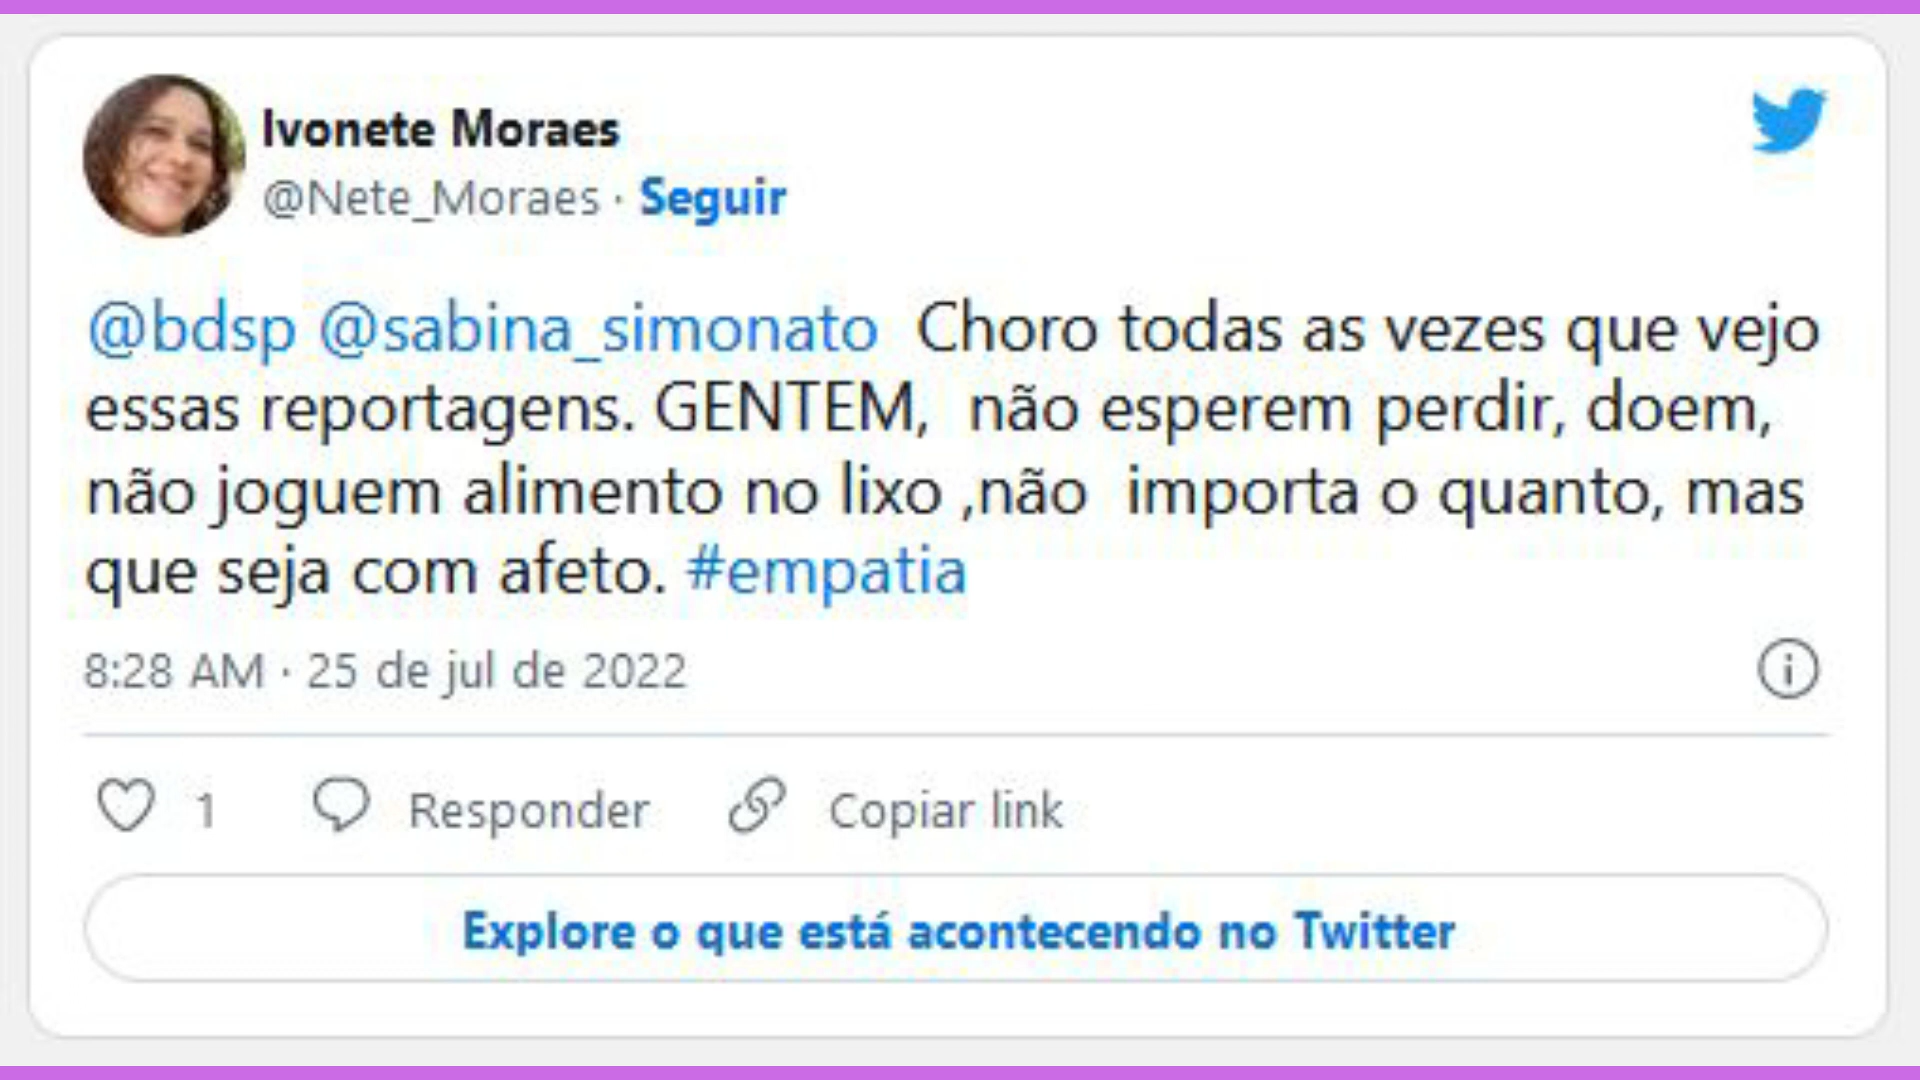 Ivonete Moraes
@Nete_Moraes · Seguir
@bdsp @sabina_simonato Choro todas as vezes que vejo
essas reportagens. GENTEM, não esperem perdir, doem,
não joguem alimento no lixo ,não importa o quanto, mas
que seja com afeto. #empatia
8:28 AM · 25 de jul de 2022
1 Responder Copiar link
Explore o que está acontecendo no Twitter